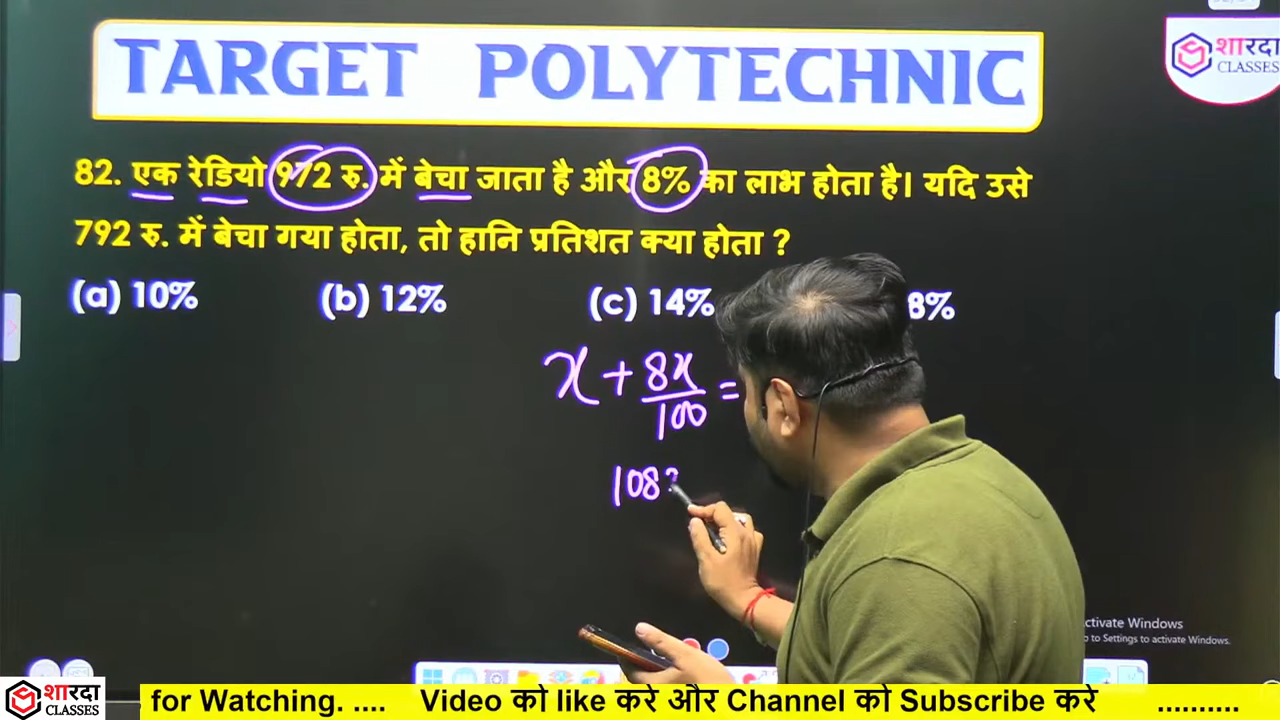 TARGET POLYTECHNIC
शारदा
CLASSES
82. एक रेडियो 972 रु. में बेचा जाता है और 8% का लाभ होता है। यदि उसे
792 रु. में बेचा गया होता, तो हानि प्रतिशत क्या होता ?
(a) 10% (b) 12% (c) 14% 8%
x + 8x/100 =
108
ctivate Windows
to Settings to activate Windows.
शारदा
CLASSES
for Watching. .... Video को like करे और Channel को Subscribe करे ..........